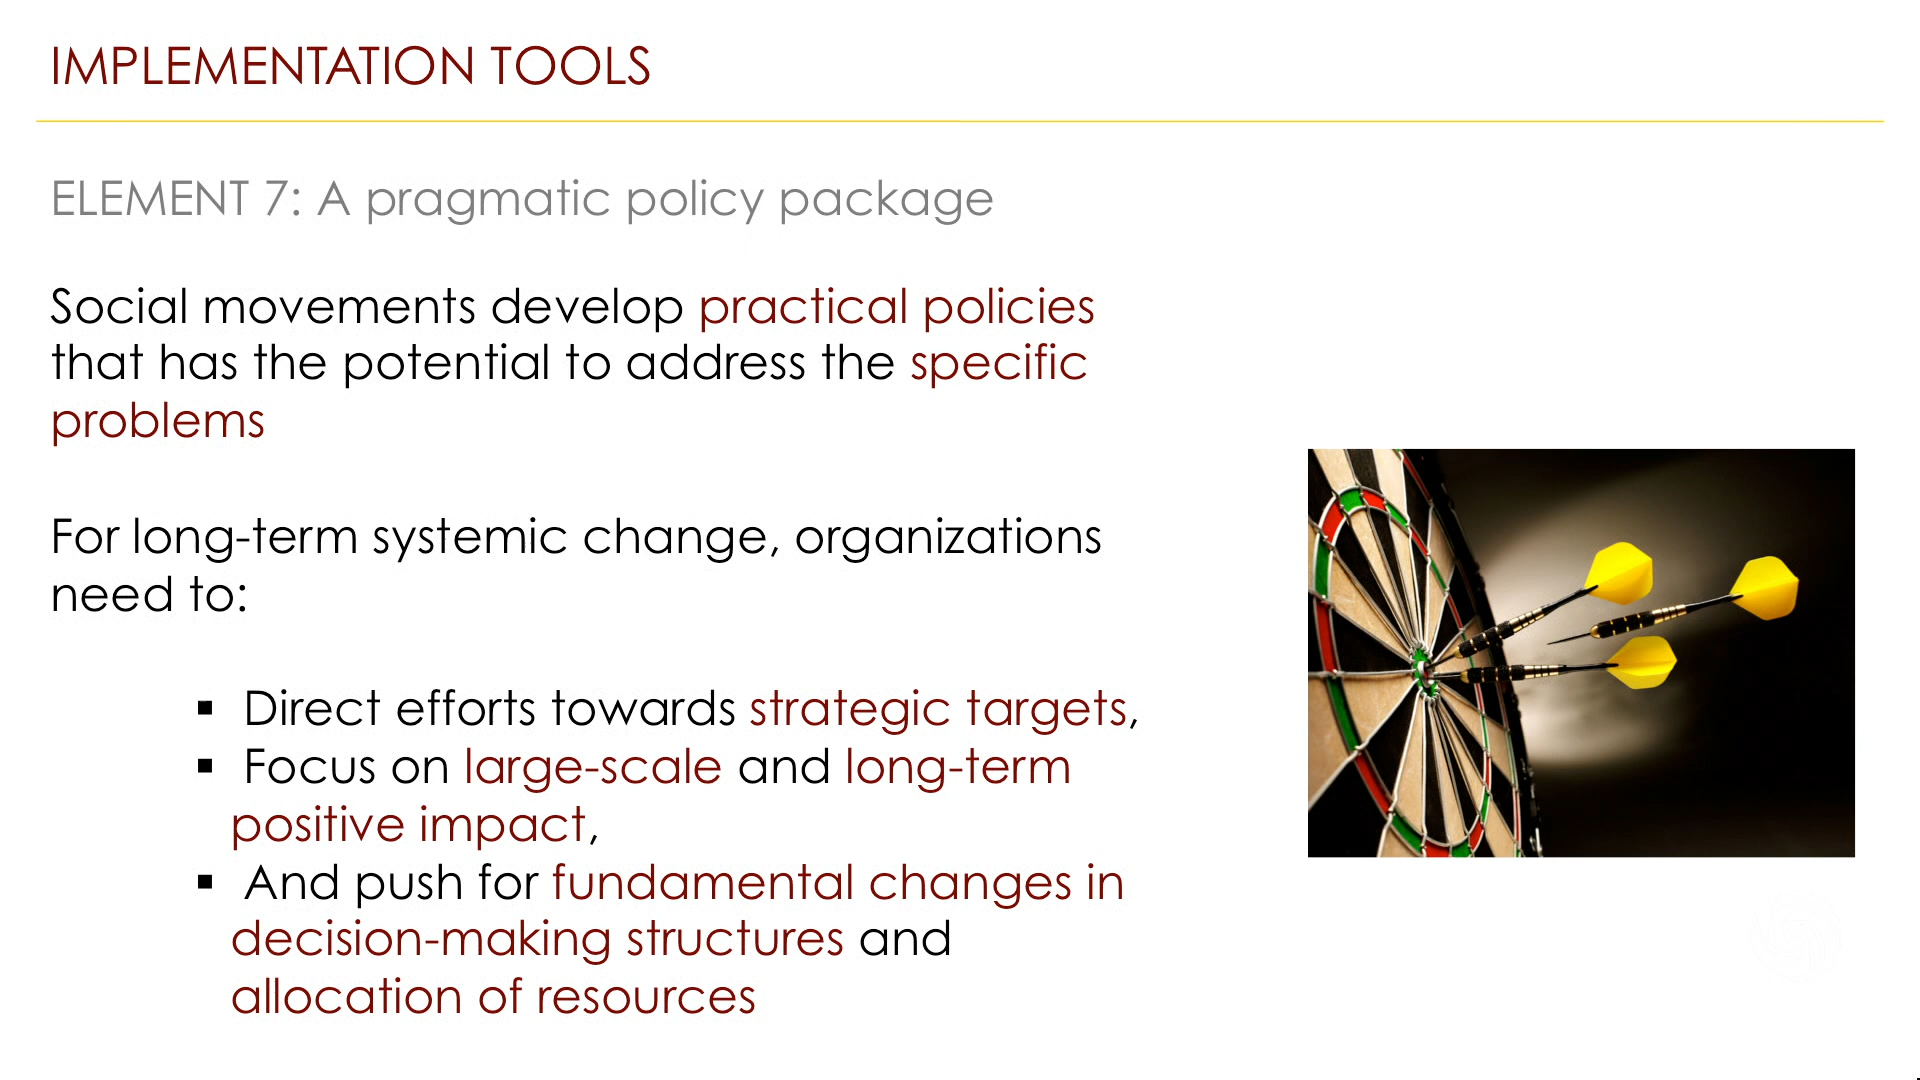 IMPLEMENTATION TOOLS
ELEMENT 7: A pragmatic policy package
Social movements develop practical policies
that has the potential to address the specific
problems
For long-term systemic change, organizations
need to:
▪ Direct efforts towards strategic targets,
▪ Focus on large-scale and long-term
positive impact,
▪ And push for fundamental changes in
decision-making structures and
allocation of resources